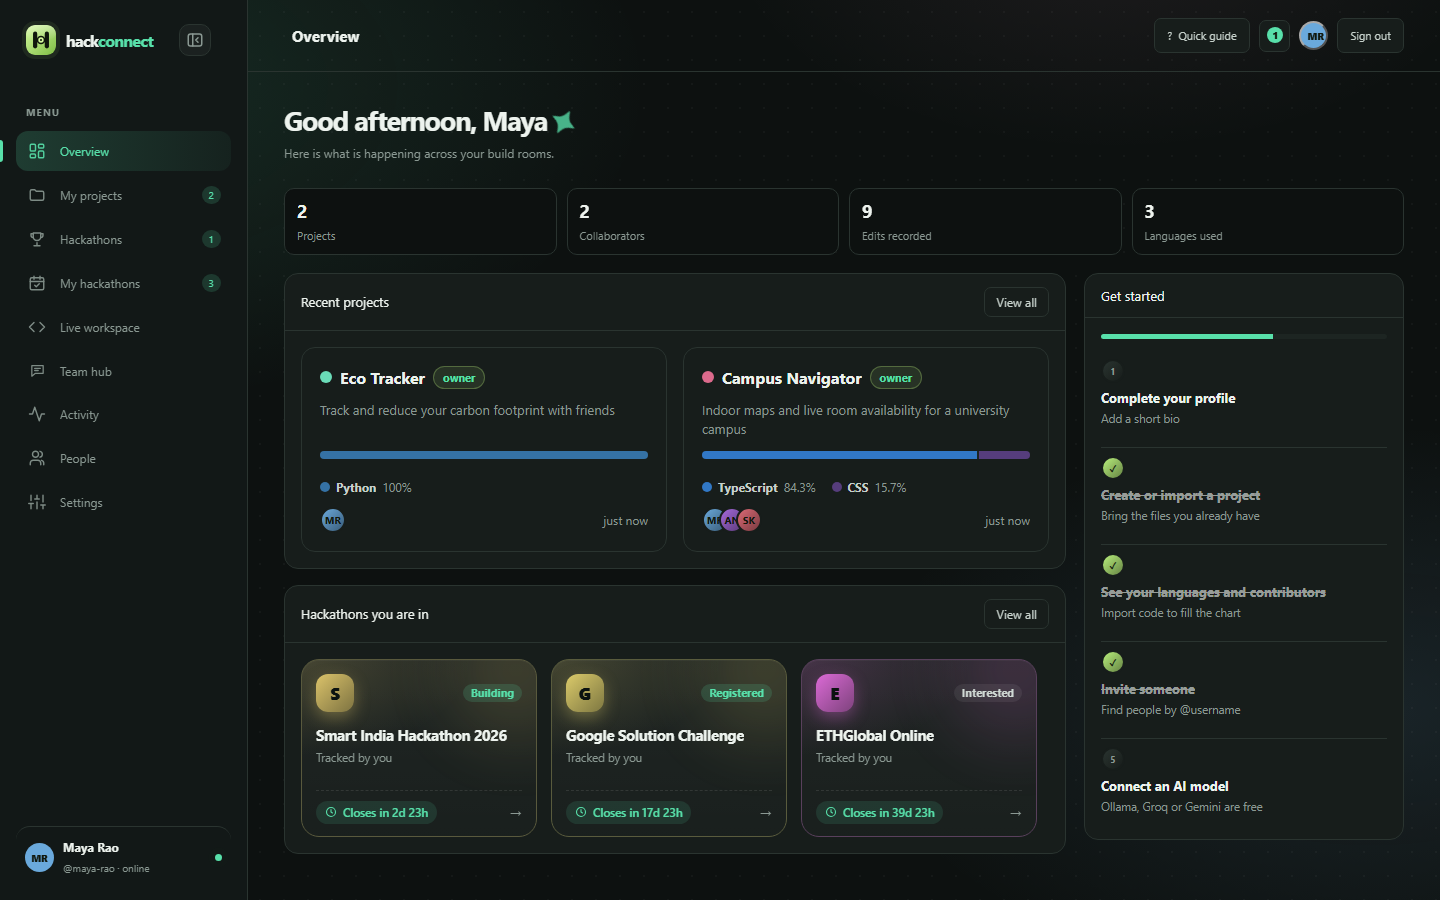 hackconnect
MENU
Overview
My projects 2
Hackathons 1
My hackathons 3
Live workspace
Team hub
Activity
People
Settings
MR
Maya Rao
@maya-rao · online
Overview
? Quick guide
1
MR
Sign out
Good afternoon, Maya
Here is what is happening across your build rooms.
2
Projects
2
Collaborators
9
Edits recorded
3
Languages used
Recent projects
View all
Eco Tracker owner
Track and reduce your carbon footprint with friends
Python 100%
MR
just now
Campus Navigator owner
Indoor maps and live room availability for a university
campus
TypeScript 84.3% CSS 15.7%
MR AN SK
just now
Hackathons you are in
View all
S
Building
Smart India Hackathon 2026
Tracked by you
Closes in 2d 23h →
G
Registered
Google Solution Challenge
Tracked by you
Closes in 17d 23h →
E
Interested
ETHGlobal Online
Tracked by you
Closes in 39d 23h →
Get started
1
Complete your profile
Add a short bio
✓
Create or import a project
Bring the files you already have
✓
See your languages and contributors
Import code to fill the chart
✓
Invite someone
Find people by @username
5
Connect an AI model
Ollama, Groq or Gemini are free